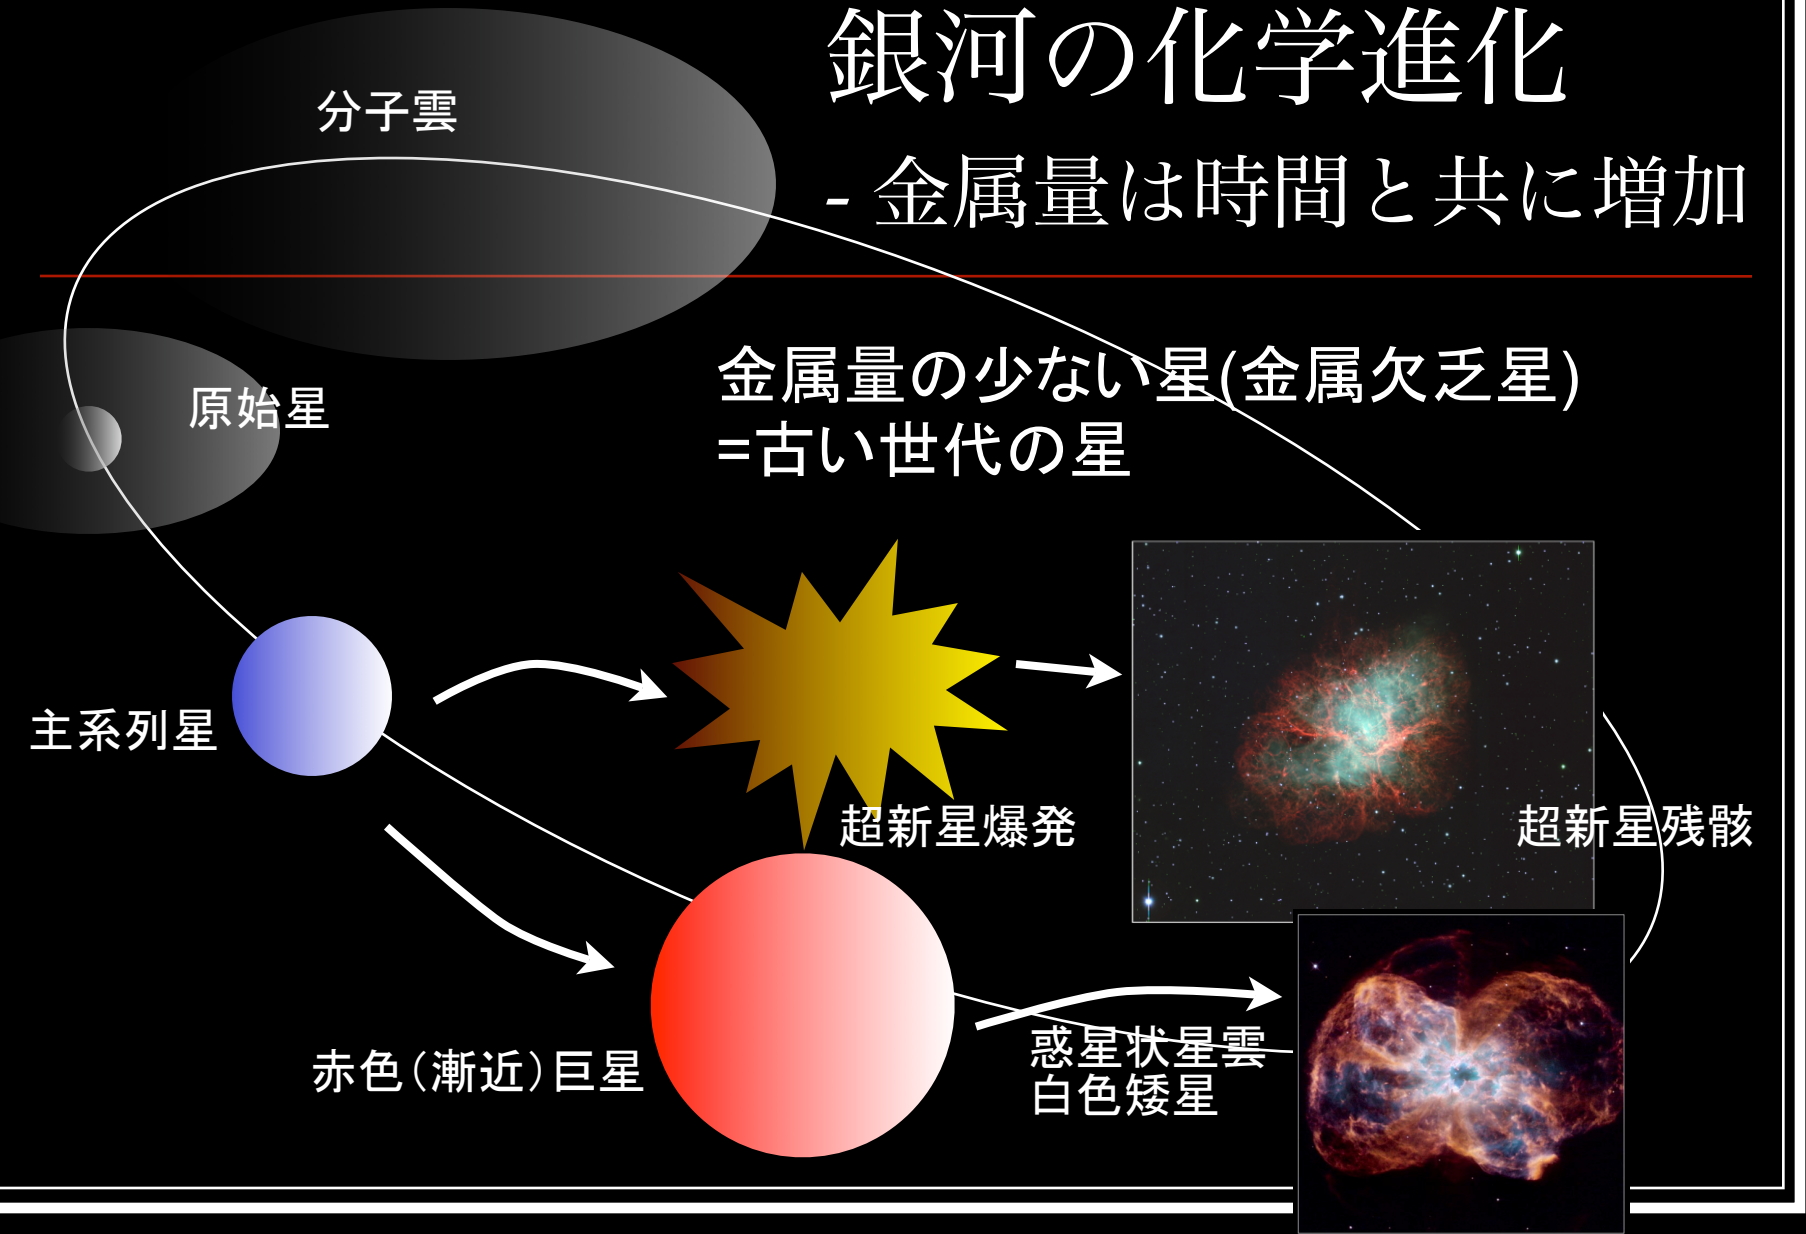 銀河の化学進化
- 金属量は時間と共に増加
分子雲
原始星
金属量の少ない星(金属欠乏星)
=古い世代の星
主系列星
超新星爆発
超新星残骸
赤色(漸近)巨星
惑星状星雲
白色矮星